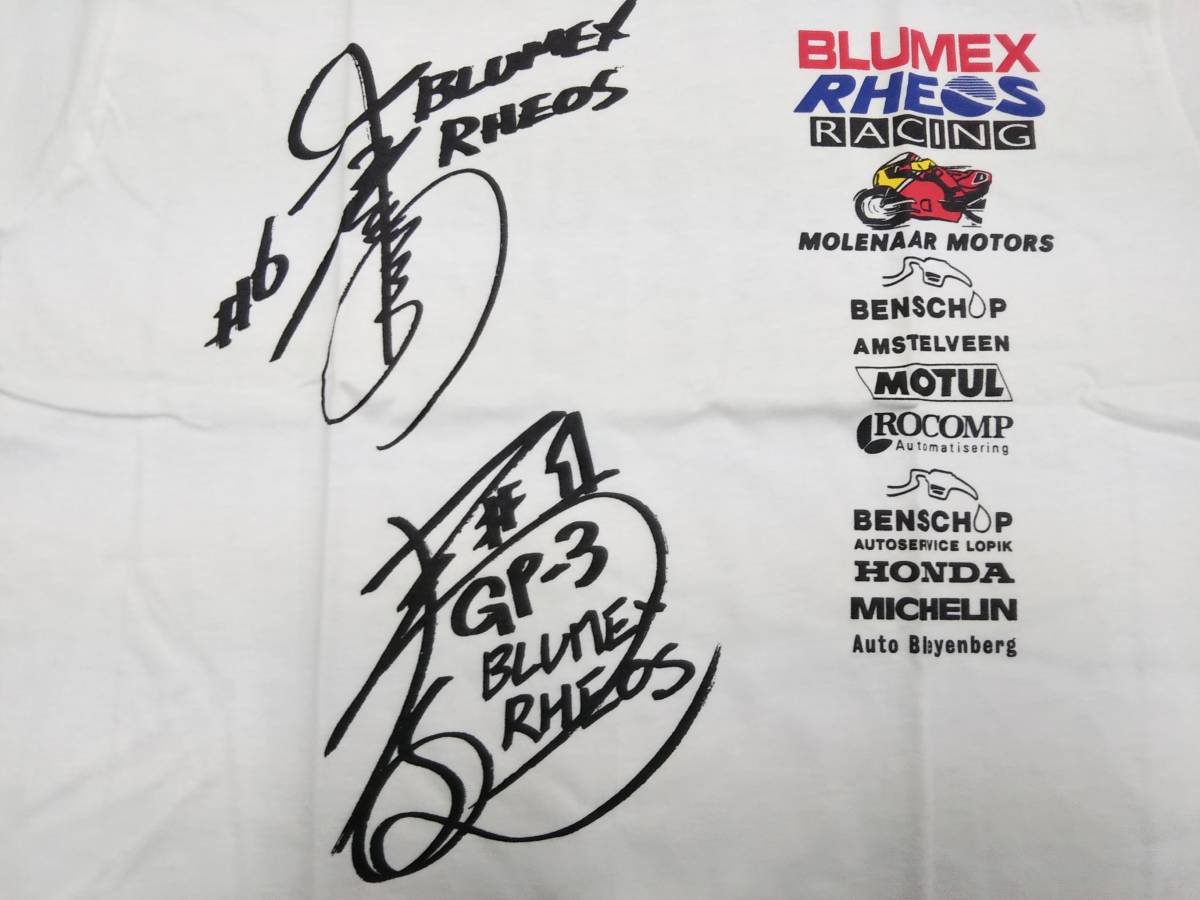 BLUMEX
RHEOS
#6
#1
GP-3
BLUMEX
RHEOS
BLUMEX
RHEOS
RACING
MOLENAAR MOTORS
BENSCHOP
AMSTELVEEN
MOTUL
ROCOMP
Automatisering
BENSCHOP
AUTOSERVICE LOPIK
HONDA
MICHELIN
Auto Bleyenberg